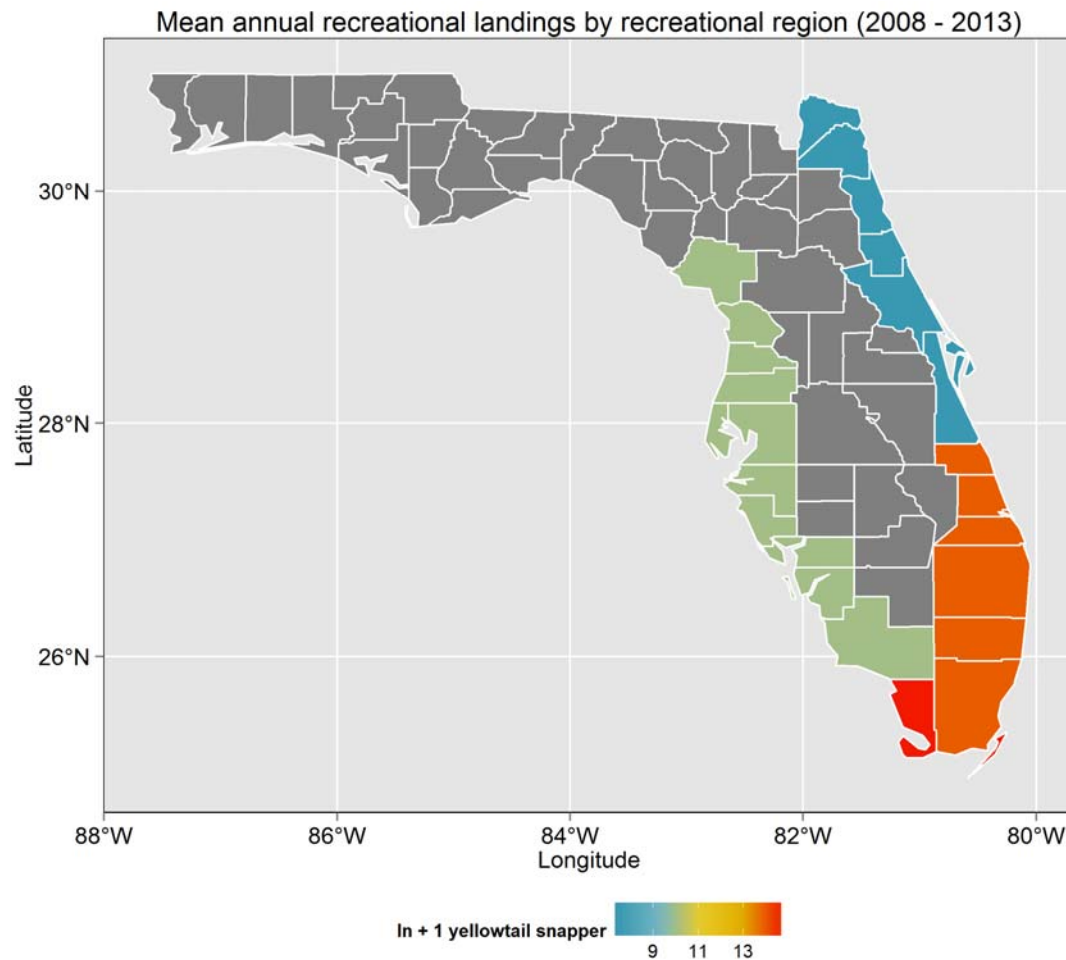 Mean annual recreational landings by recreational region (2008 - 2013)
30°N
28°N
26°N
Latitude
88°W 86°W 84°W 82°W 80°W
Longitude
ln + 1 yellowtail snapper
9 11 13